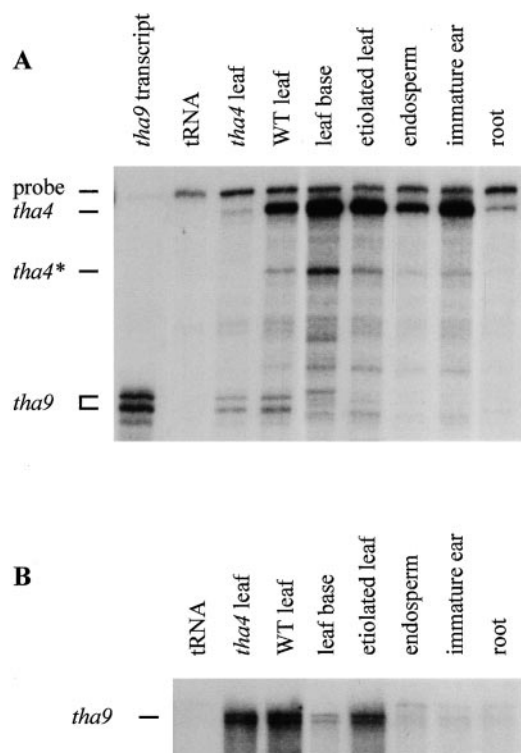 A
tha9 transcript
tRNA
tha4 leaf
WT leaf
leaf base
etiolated leaf
endosperm
immature ear
root
probe
tha4
tha4*
tha9
B
tRNA
tha4 leaf
WT leaf
leaf base
etiolated leaf
endosperm
immature ear
root
tha9